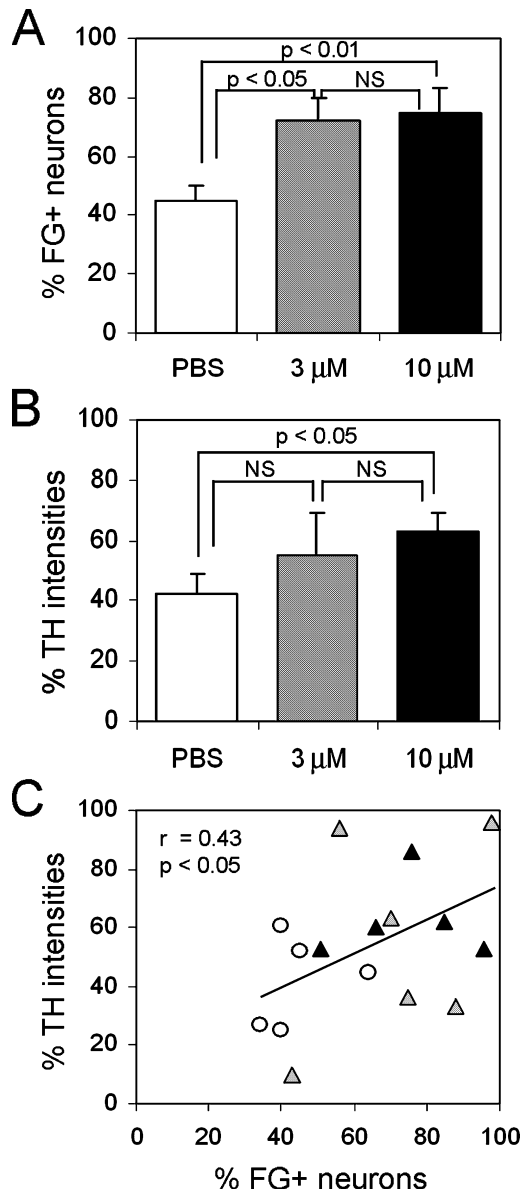 A
100
80
60
40
20
0
% FG+ neurons
p < 0.01
p < 0.05
NS
PBS
3 μM
10 μM
B
100
80
60
40
20
0
% TH intensities
p < 0.05
NS
NS
PBS
3 μM
10 μM
C
100
80
60
40
20
0
% TH intensities
r = 0.43
p < 0.05
0 20 40 60 80 100
% FG+ neurons